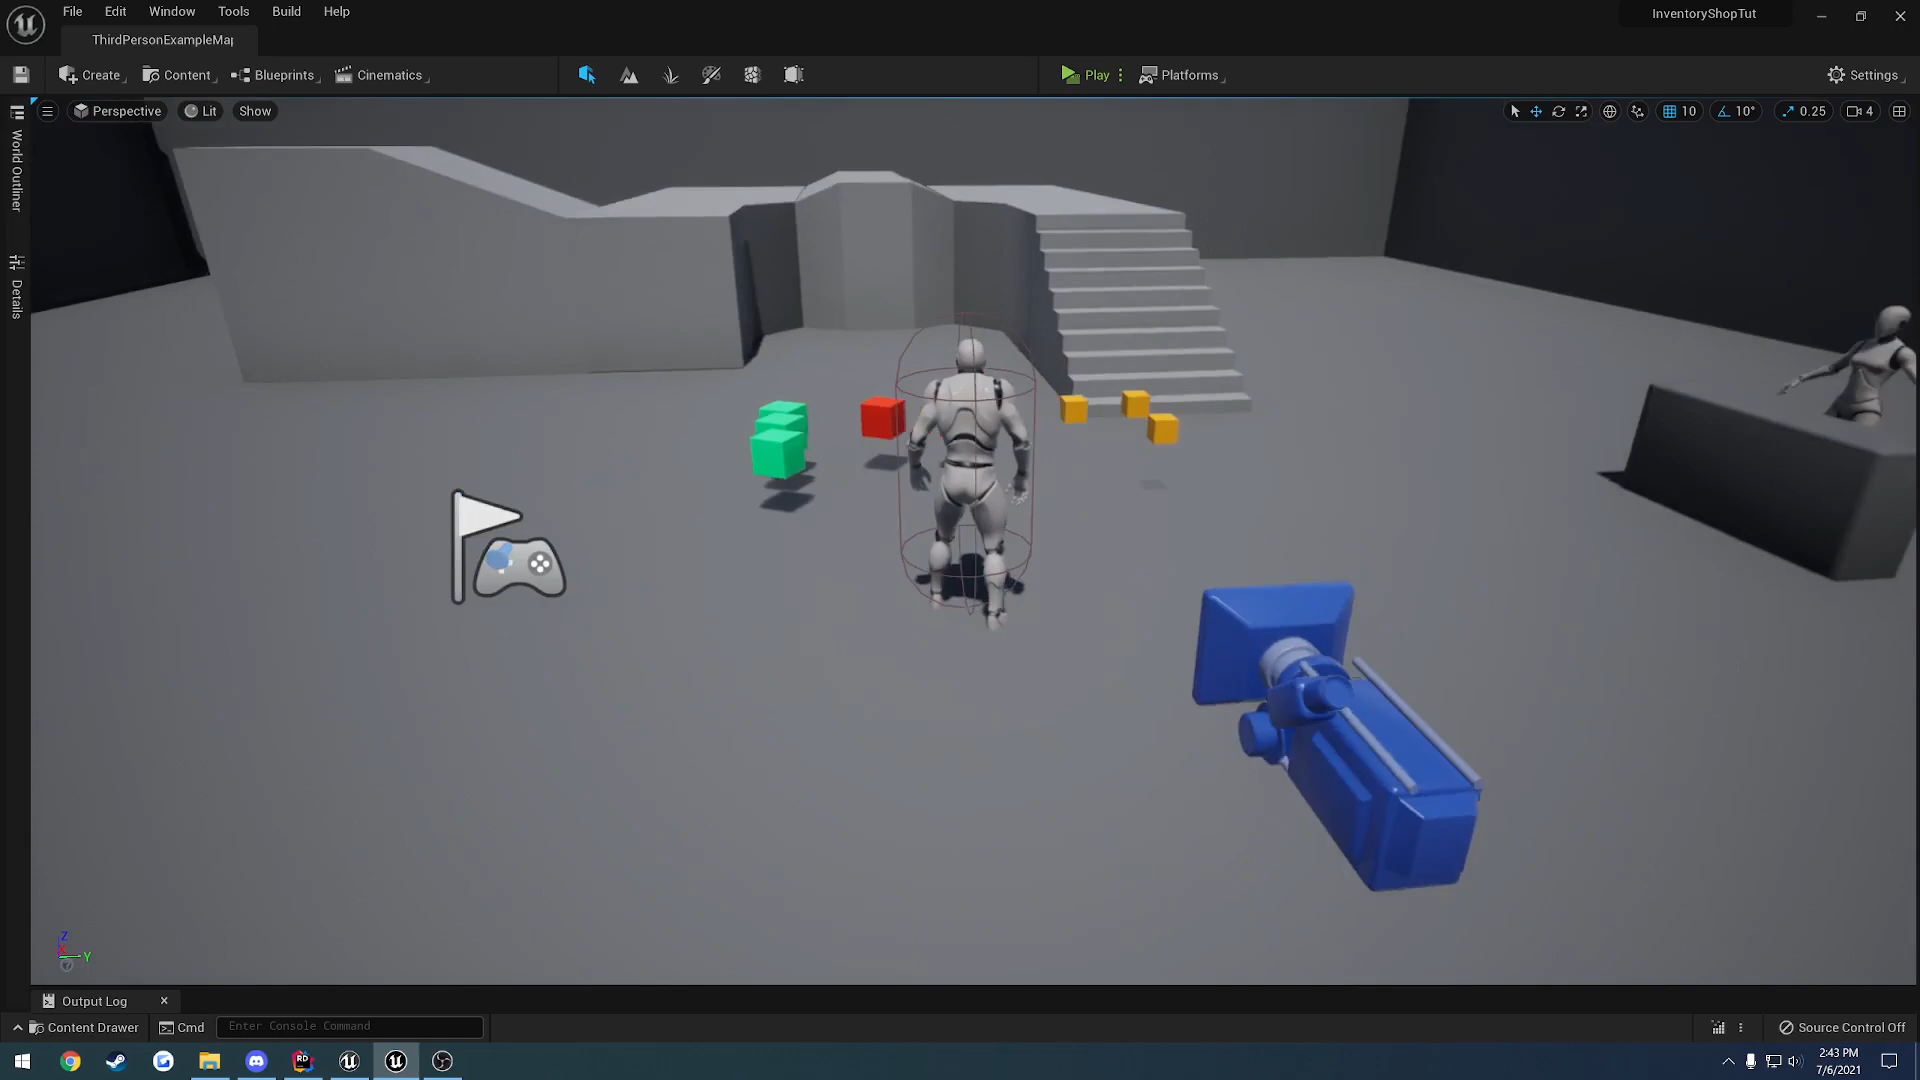 File Edit Window Tools Build Help
InventoryShopTut
ThirdPersonExampleMap
Create Content Blueprints Cinematics Play Platforms Settings
Perspective Lit Show 10 10° 0.25 4
World Outliner
Details
Z
X
Y
Output Log
Content Drawer Cmd Enter Console Command Source Control Off
RD
2:43 PM
7/6/2021